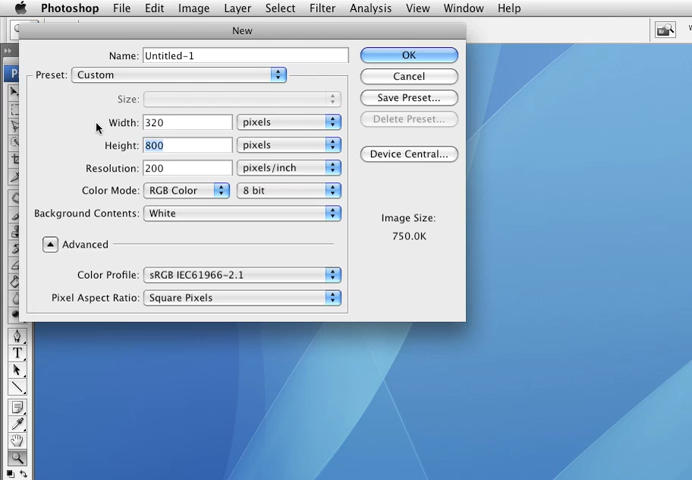 Photoshop File Edit Image Layer Select Filter Analysis View Window Help
New
Name: Untitled-1 OK
Preset: Custom Cancel
Size: Save Preset...
Width: 320 pixels Delete Preset...
Height: 800 pixels Device Central...
Resolution: 200 pixels/inch
Color Mode: RGB Color 8 bit
Background Contents: White
Image Size:
750.0K
Advanced
Color Profile: sRGB IEC61966-2.1
Pixel Aspect Ratio: Square Pixels
T